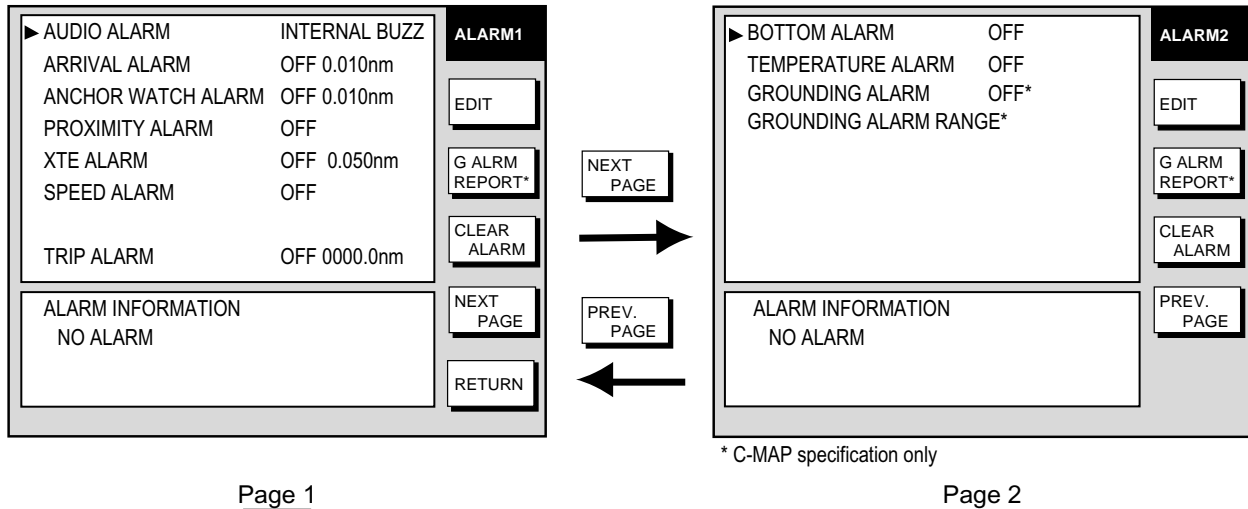 ▶ AUDIO ALARM INTERNAL BUZZ
ARRIVAL ALARM OFF 0.010nm
ANCHOR WATCH ALARM OFF 0.010nm
PROXIMITY ALARM OFF
XTE ALARM OFF 0.050nm
SPEED ALARM OFF
TRIP ALARM OFF 0000.0nm
ALARM INFORMATION
NO ALARM
ALARM1
EDIT
G ALRM
REPORT*
CLEAR
ALARM
NEXT
PAGE
RETURN
NEXT
PAGE
PREV.
PAGE
▶ BOTTOM ALARM OFF
TEMPERATURE ALARM OFF
GROUNDING ALARM OFF*
GROUNDING ALARM RANGE*
ALARM INFORMATION
NO ALARM
ALARM2
EDIT
G ALRM
REPORT*
CLEAR
ALARM
PREV.
PAGE
* C-MAP specification only
Page 1
Page 2